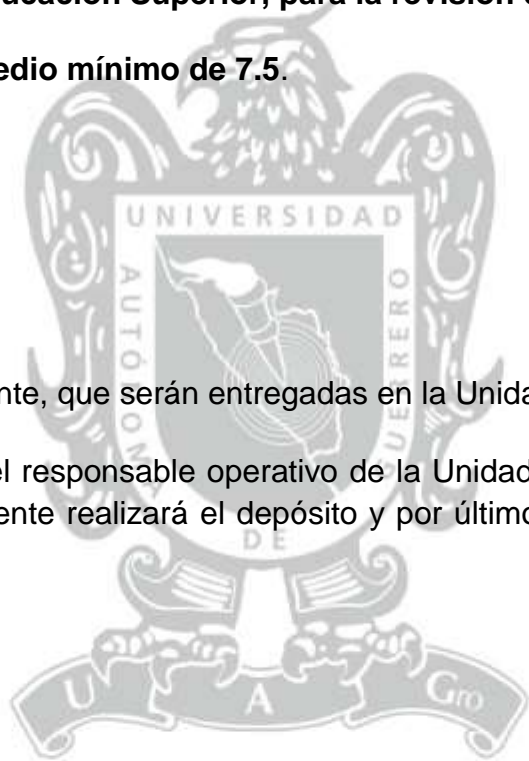 ucación Superior, para la revisión
edio mínimo de 7.5.
UNIVERSIDAD
AUTÓNOMA
DE
GUERRERO
nte, que serán entregadas en la Unida
el responsable operativo de la Unidad
ente realizará el depósito y por último
U A Gro